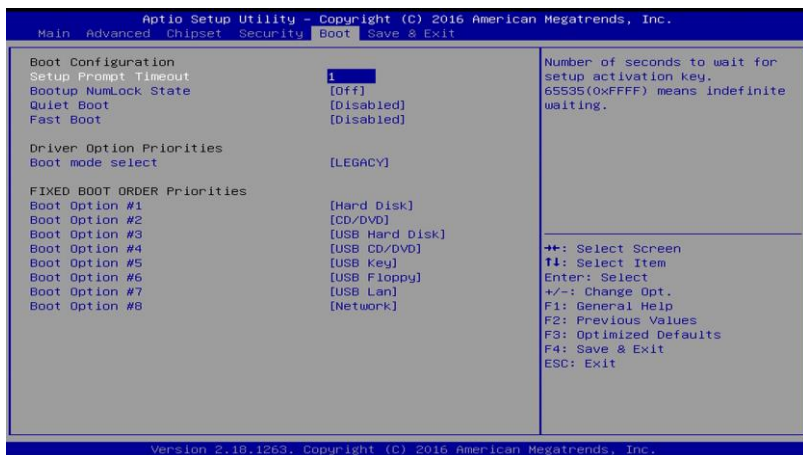 Aptio Setup Utility – Copyright (C) 2016 American Megatrends, Inc.
Main Advanced Chipset Security Boot Save & Exit
Boot Configuration
Setup Prompt Timeout 1
Bootup NumLock State [Off]
Quiet Boot [Disabled]
Fast Boot [Disabled]
Driver Option Priorities
Boot mode select [LEGACY]
FIXED BOOT ORDER Priorities
Boot Option #1 [Hard Disk]
Boot Option #2 [CD/DVD]
Boot Option #3 [USB Hard Disk]
Boot Option #4 [USB CD/DVD]
Boot Option #5 [USB Key]
Boot Option #6 [USB Floppy]
Boot Option #7 [USB Lan]
Boot Option #8 [Network]
Number of seconds to wait for
setup activation key.
65535(0xFFFF) means indefinite
waiting.
→←: Select Screen
↑↓: Select Item
Enter: Select
+/-: Change Opt.
F1: General Help
F2: Previous Values
F3: Optimized Defaults
F4: Save & Exit
ESC: Exit
Version 2.18.1263. Copyright (C) 2016 American Megatrends, Inc.